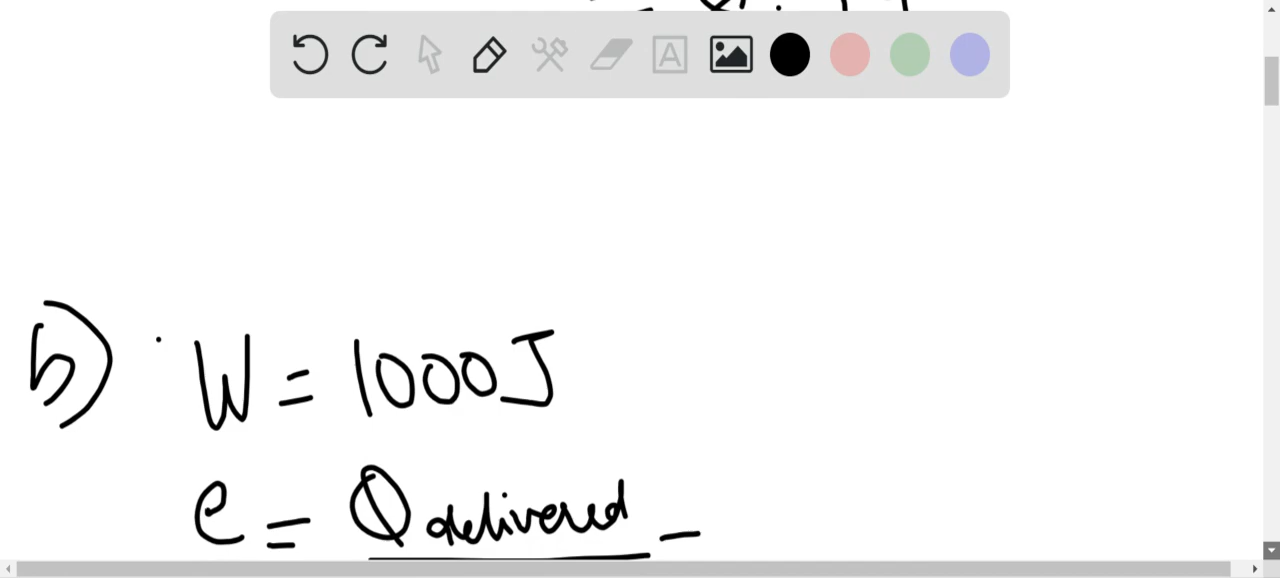 b) W = 1000J
e = Q delivered -